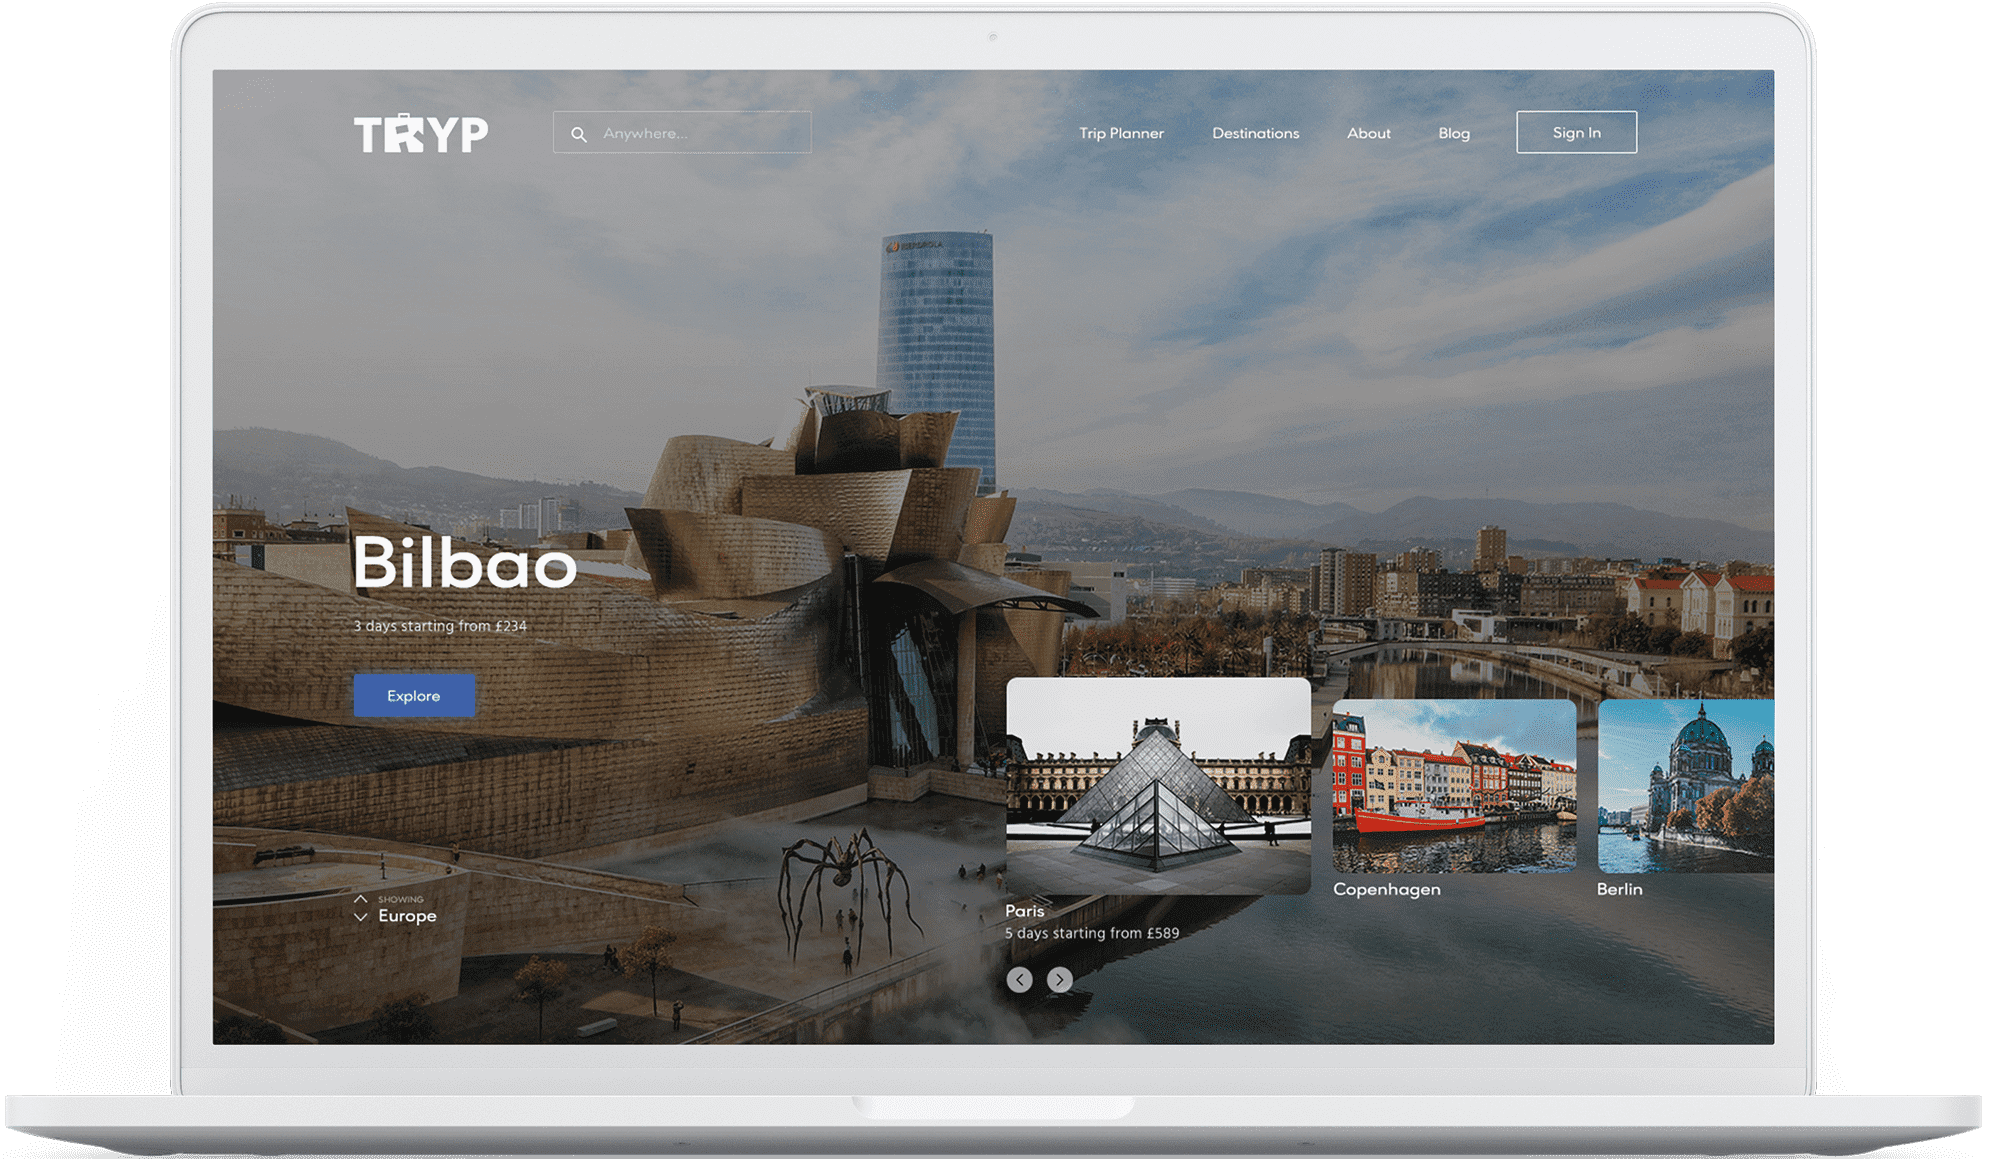 TRYP
Anywhere...
Trip Planner
Destinations
About
Blog
Sign In
IBERDROLA
Bilbao
3 days starting from £234
Explore
SHOWING
Europe
Paris
5 days starting from £589
Copenhagen
Berlin